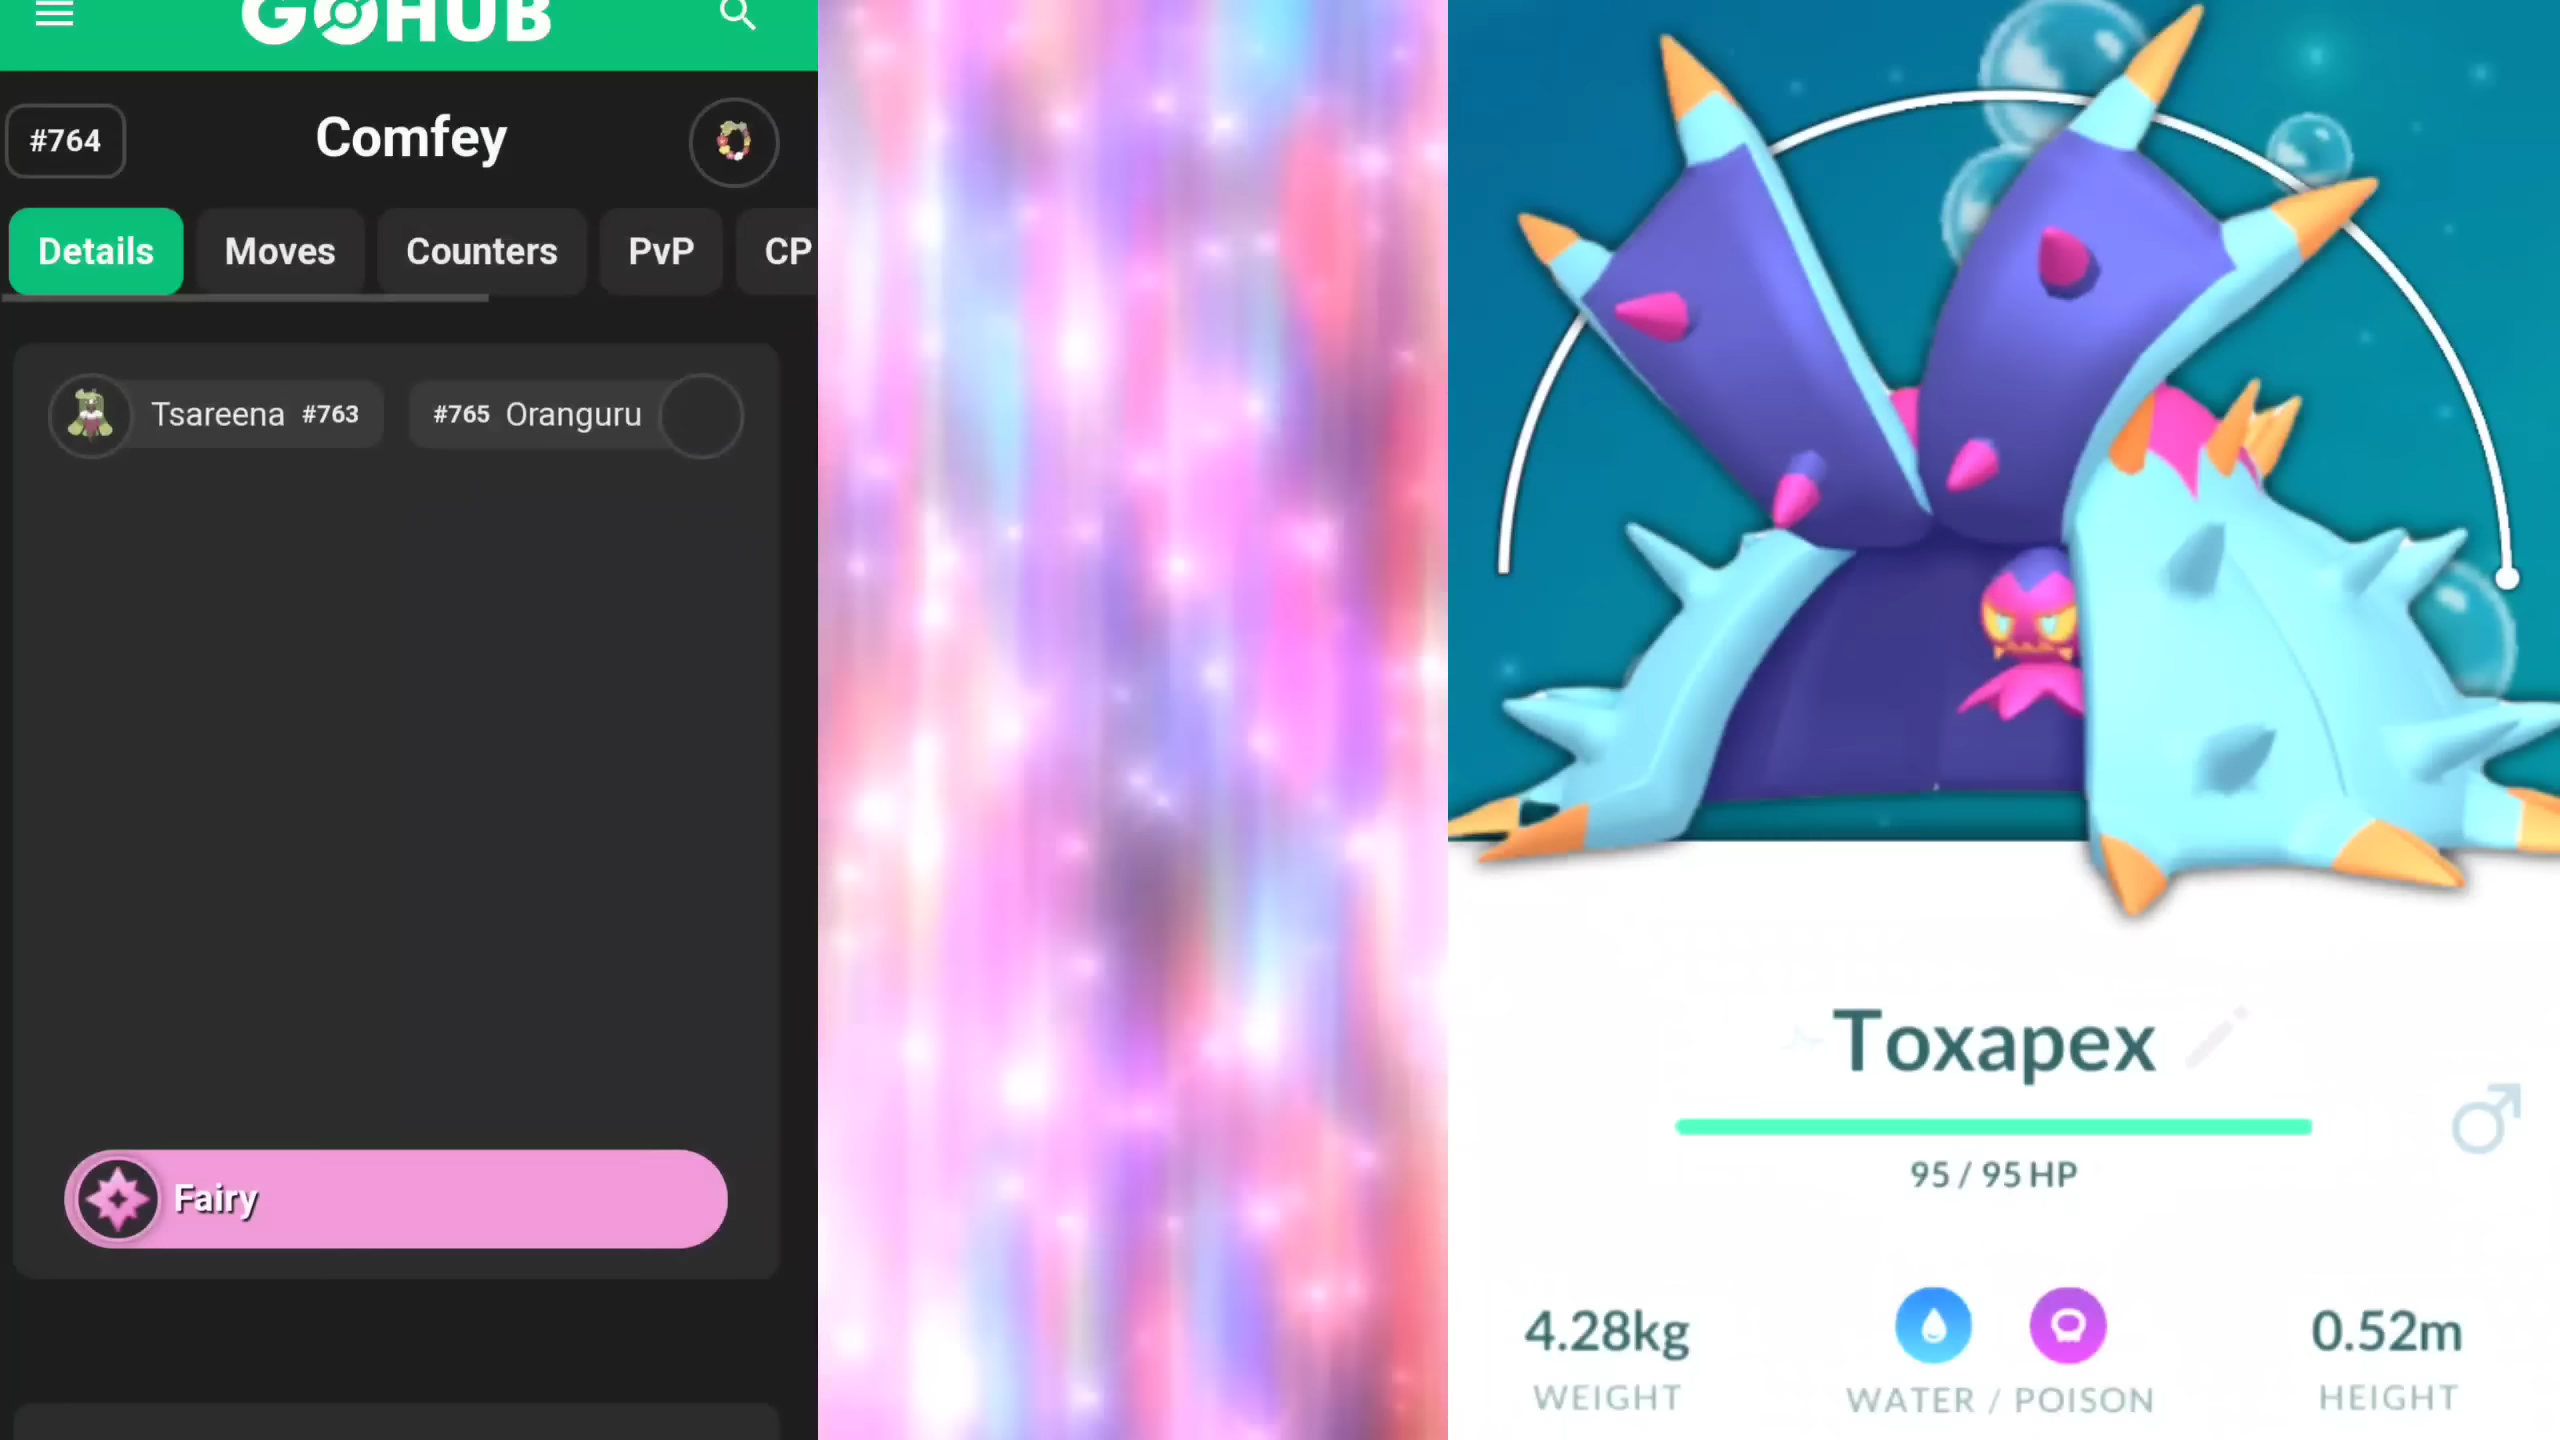 GOHUB
#764
Comfey
Details Moves Counters PvP CP
Tsareena #763
#765 Oranguru
Fairy
Toxapex
95 / 95 HP
4.28kg
WEIGHT
WATER / POISON
0.52m
HEIGHT